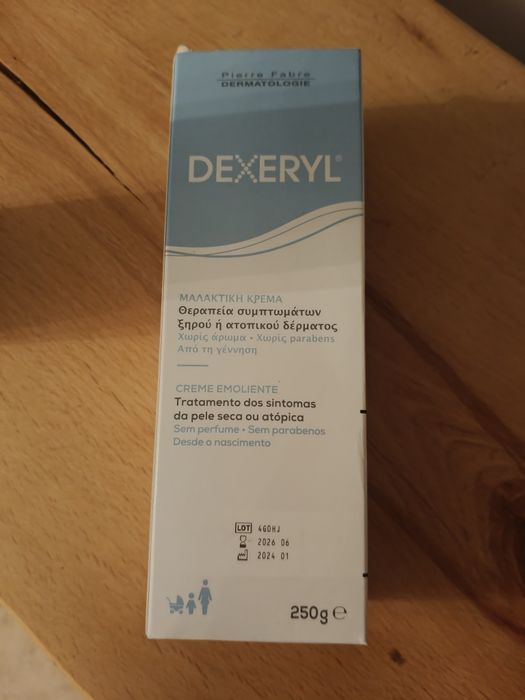 Pierre Fabre
DERMATOLOGIE
DEXERYL®
ΜΑΛΑΚΤΙΚΗ ΚΡΕΜΑ
Θεραπεία συμπτωμάτων
ξηρού ή ατοπικού δέρματος
Χωρίς άρωμα • Χωρίς parabens
Από τη γέννηση
CREME EMOLIENTE
Tratamento dos sintomas
da pele seca ou atópica
Sem perfume • Sem parabenos
Desde o nascimento
LOT 4G0HJ
2026 06
2024 01
250g ℮